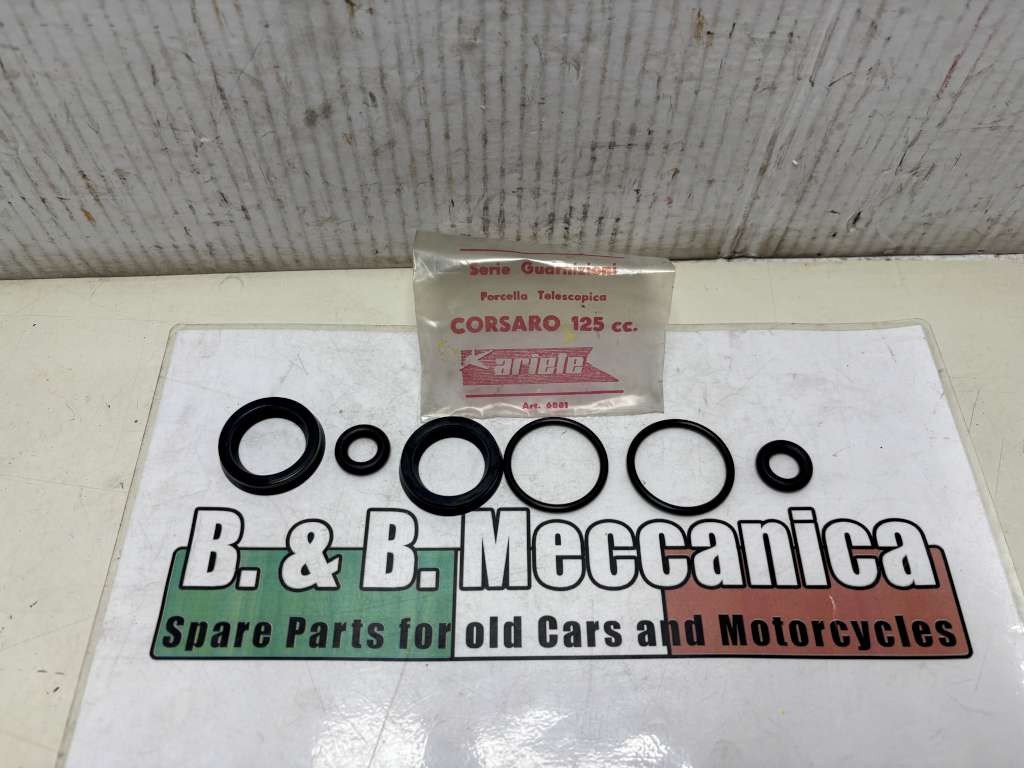 Serie Guarnizioni
Forcella Telescopica
CORSARO 125 cc.
ariete
Art. 6881
B. & B. Meccanica
Spare Parts for old Cars and Motorcycles